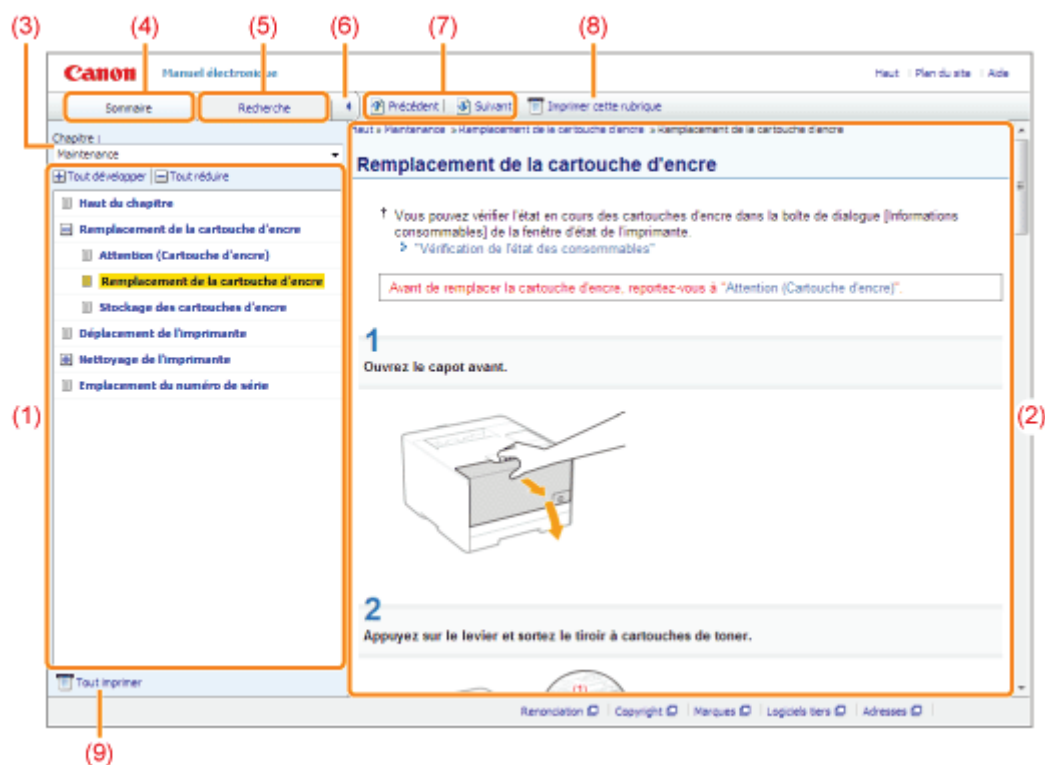 (3) (4) (5) (6) (7) (8)
Canon Manuel électronique Haut Plan du site Aide
Sommaire Recherche Précédent Suivant Imprimer cette rubrique
Chapitre :
Maintenance
Tout développer Tout réduire
Haut du chapitre
Remplacement de la cartouche d'encre
Attention (Cartouche d'encre)
Remplacement de la cartouche d'encre
Stockage des cartouches d'encre
Déplacement de l'imprimante
Nettoyage de l'imprimante
Emplacement du numéro de série
(1)
Tout imprimer
(9)
Haut » Maintenance » Remplacement de la cartouche d'encre » Remplacement de la cartouche d'encre
Remplacement de la cartouche d'encre
† Vous pouvez vérifier l'état en cours des cartouches d'encre dans la boîte de dialogue [Informations
consommables] de la fenêtre d'état de l'imprimante.
"Vérification de l'état des consommables"
Avant de remplacer la cartouche d'encre, reportez-vous à "Attention (Cartouche d'encre)".
1
Ouvrez le capot avant.
(2)
2
Appuyez sur le levier et sortez le tiroir à cartouches de toner.
(1)
Renonciation Copyright Marques Logiciels tiers Adresses